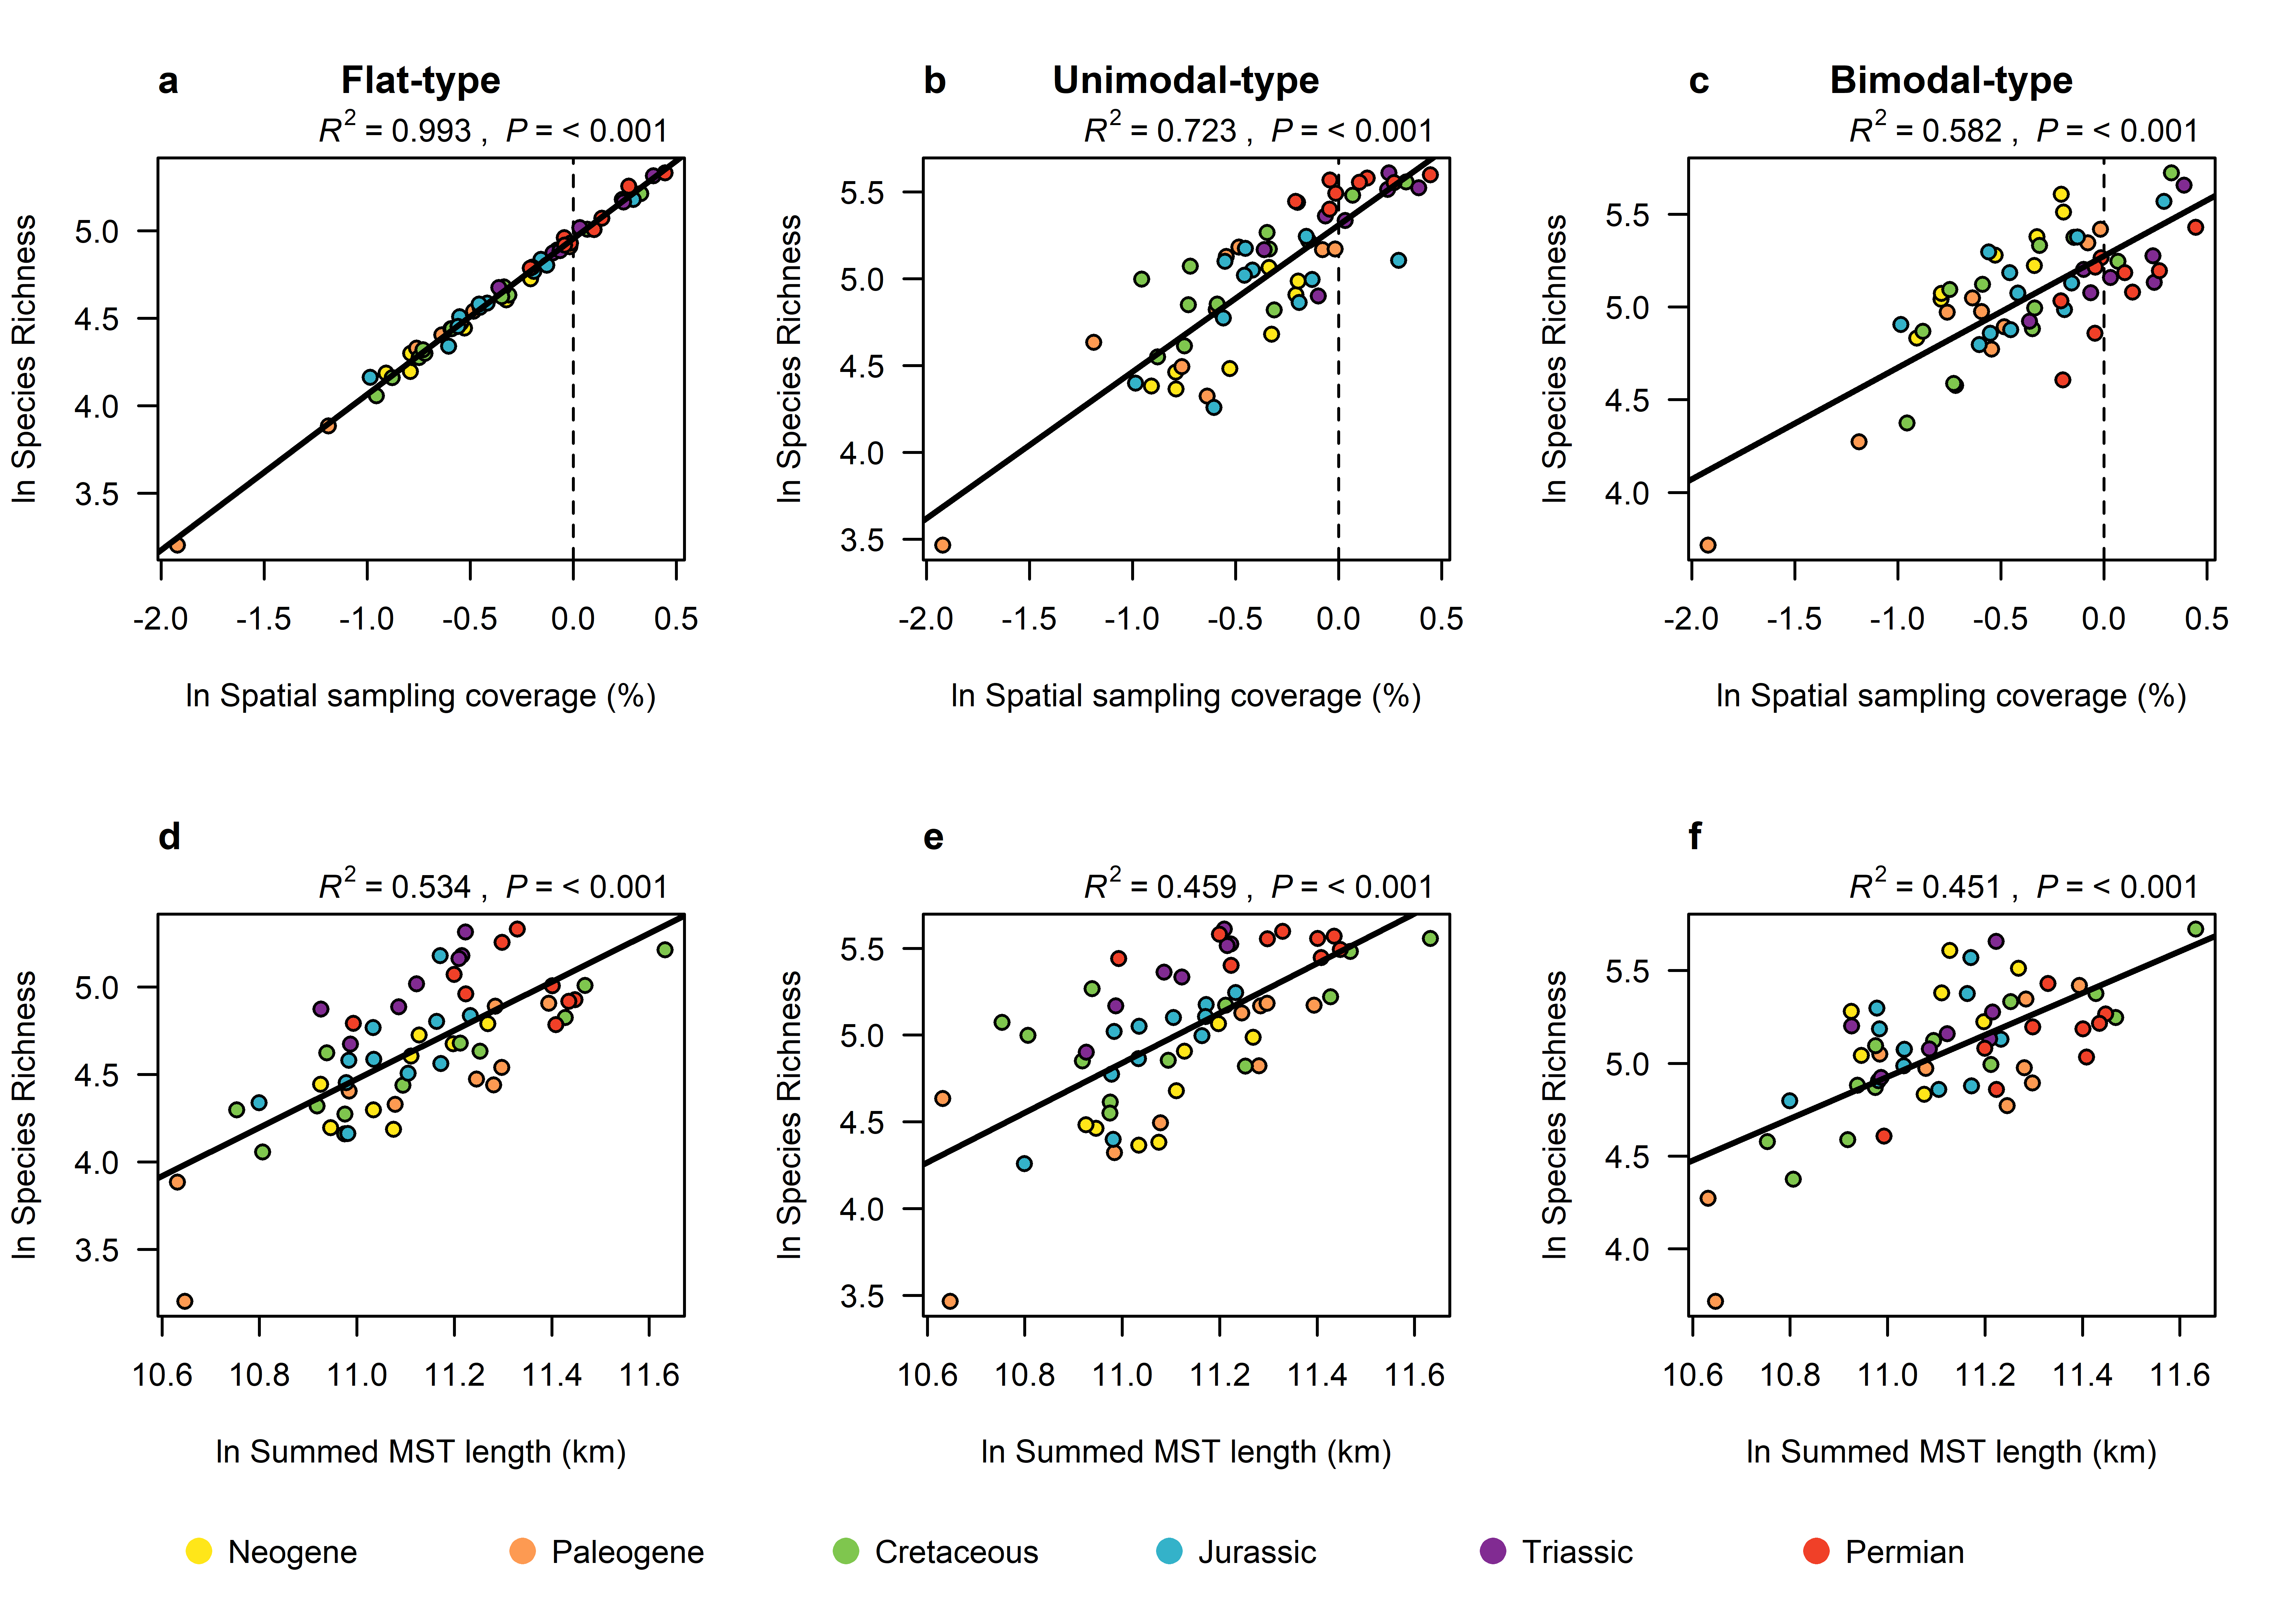 a Flat-type
R² = 0.993 , P = < 0.001
ln Species Richness
5.0
4.5
4.0
3.5
-2.0 -1.5 -1.0 -0.5 0.0 0.5
ln Spatial sampling coverage (%)
b Unimodal-type
R² = 0.723 , P = < 0.001
ln Species Richness
5.5
5.0
4.5
4.0
3.5
-2.0 -1.5 -1.0 -0.5 0.0 0.5
ln Spatial sampling coverage (%)
c Bimodal-type
R² = 0.582 , P = < 0.001
ln Species Richness
5.5
5.0
4.5
4.0
-2.0 -1.5 -1.0 -0.5 0.0 0.5
ln Spatial sampling coverage (%)
d
R² = 0.534 , P = < 0.001
ln Species Richness
5.0
4.5
4.0
3.5
10.6 10.8 11.0 11.2 11.4 11.6
ln Summed MST length (km)
e
R² = 0.459 , P = < 0.001
ln Species Richness
5.5
5.0
4.5
4.0
3.5
10.6 10.8 11.0 11.2 11.4 11.6
ln Summed MST length (km)
f
R² = 0.451 , P = < 0.001
ln Species Richness
5.5
5.0
4.5
4.0
10.6 10.8 11.0 11.2 11.4 11.6
ln Summed MST length (km)
Neogene Paleogene Cretaceous Jurassic Triassic Permian